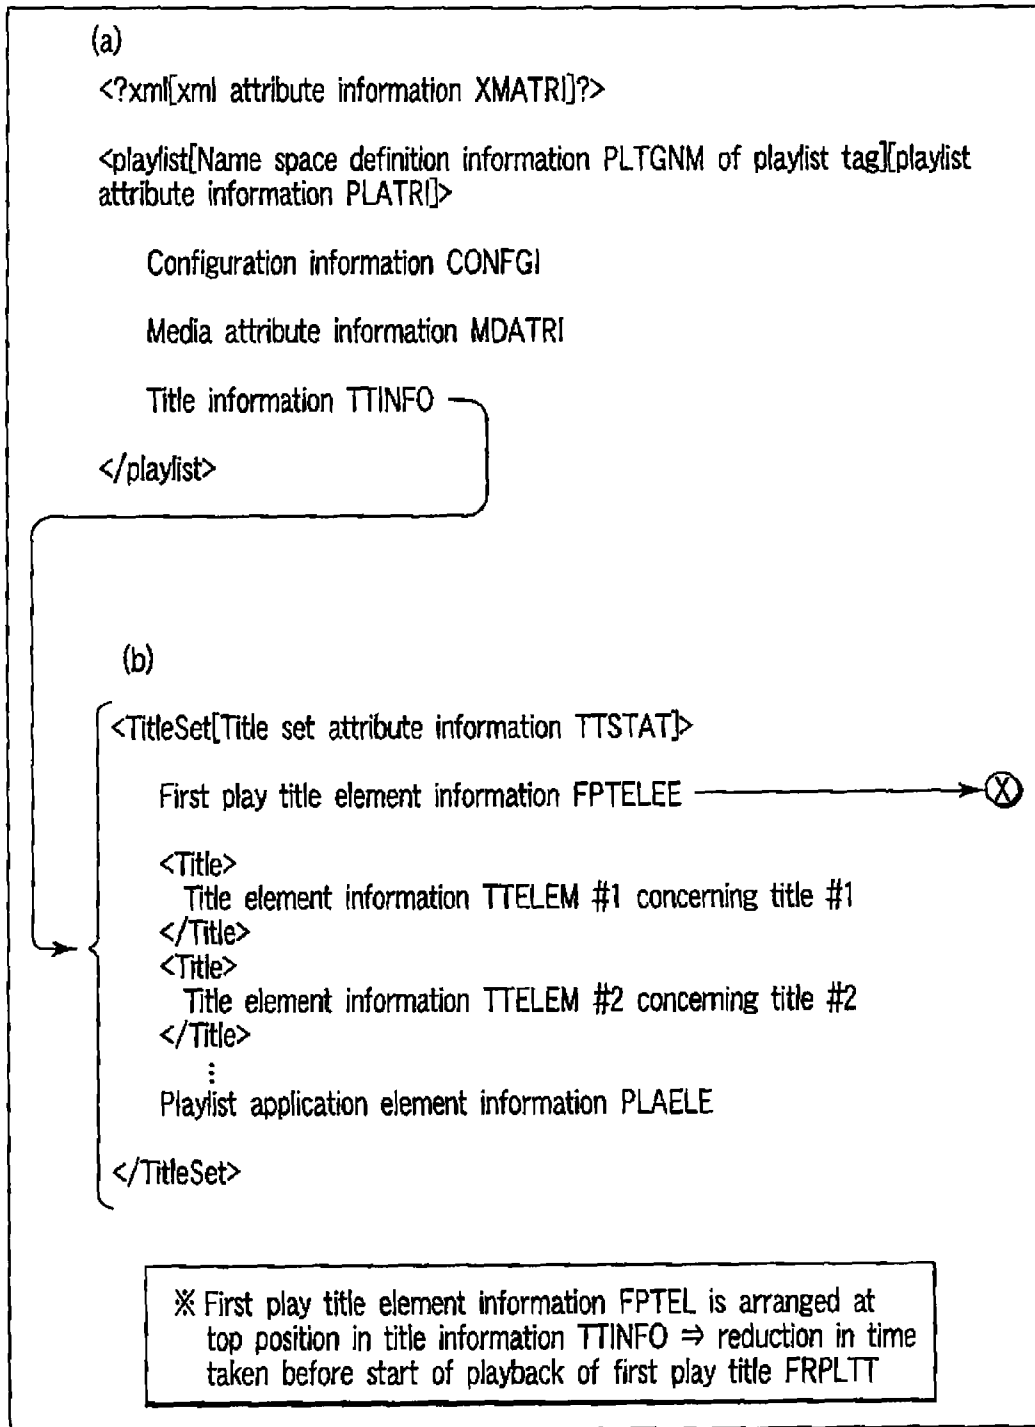 (a)
<?xml[xml attribute information XMATRI]?>
<playlist[Name space definition information PLTGNM of playlist tag][playlist
attribute information PLATRI]>
Configuration information CONFGI
Media attribute information MDATRI
Title information TTINFO
</playlist>
(b)
<TitleSet[Title set attribute information TTSTAT]>
First play title element information FPTELEE
X
<Title>
Title element information TTELEM #1 concerning title #1
</Title>
<Title>
Title element information TTELEM #2 concerning title #2
</Title>
⋮
Playlist application element information PLAELE
</TitleSet>
※ First play title element information FPTEL is arranged at
top position in title information TTINFO ⇒ reduction in time
taken before start of playback of first play title FRPLTT